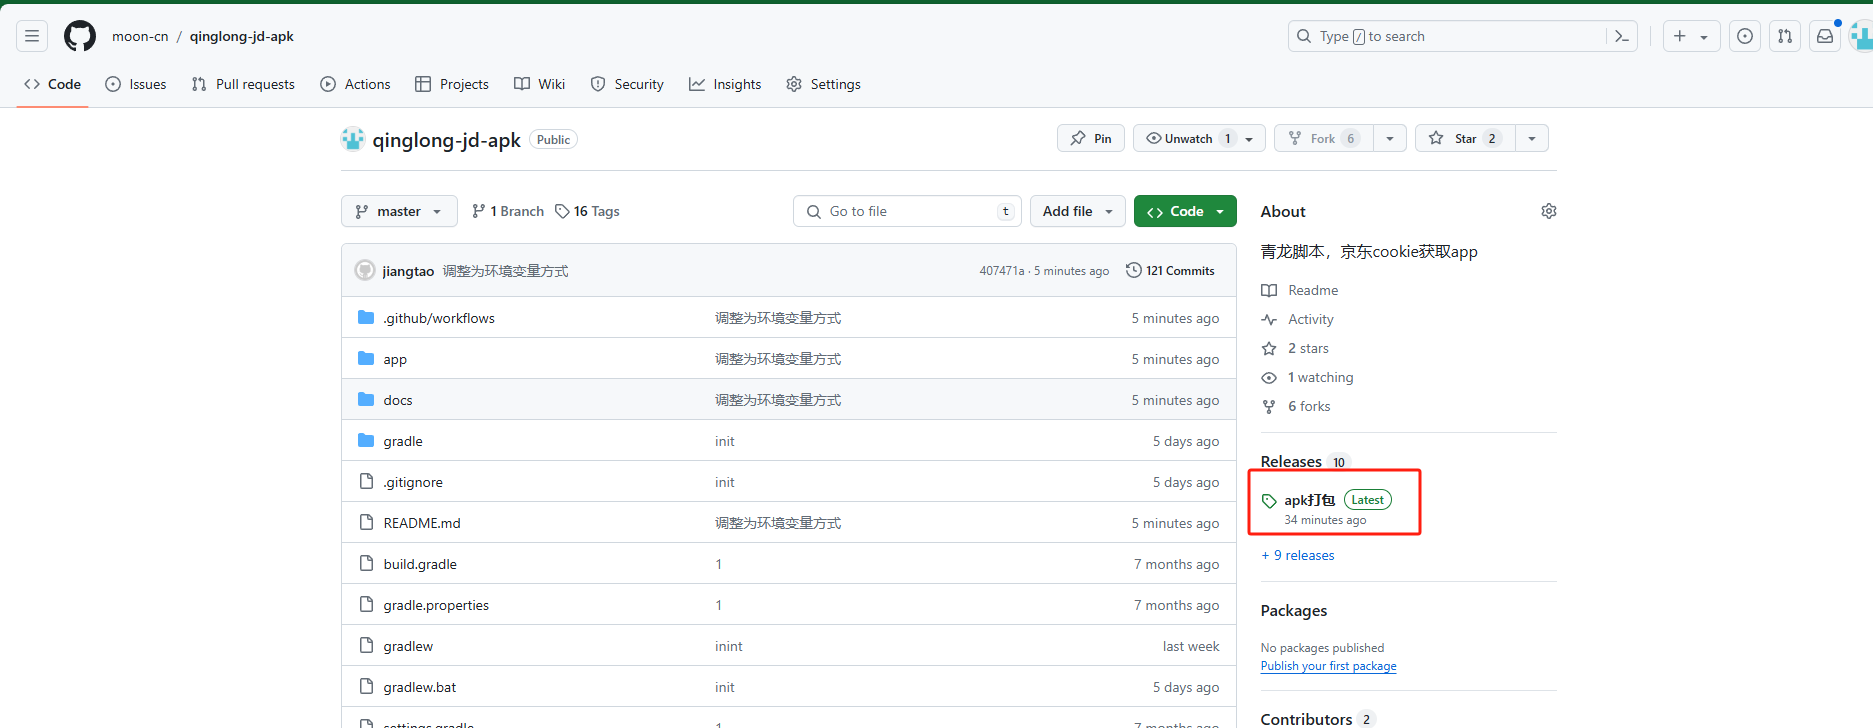 moon-cn / qinglong-jd-apk
Type / to search
Code Issues Pull requests Actions Projects Wiki Security Insights Settings
qinglong-jd-apk Public
Pin Unwatch 1 Fork 6 Star 2
master 1 Branch 16 Tags Go to file t Add file Code
jiangtao 调整为环境变量方式 407471a · 5 minutes ago 121 Commits
.github/workflows 调整为环境变量方式 5 minutes ago
app 调整为环境变量方式 5 minutes ago
docs 调整为环境变量方式 5 minutes ago
gradle init 5 days ago
.gitignore init 5 days ago
README.md 调整为环境变量方式 5 minutes ago
build.gradle 1 7 months ago
gradle.properties 1 7 months ago
gradlew inint last week
gradlew.bat init 5 days ago
settings.gradle 1 7 months ago
About
青龙脚本，京东cookie获取app
Readme
Activity
2 stars
1 watching
6 forks
Releases 10
apk打包 Latest
34 minutes ago
+ 9 releases
Packages
No packages published
Publish your first package
Contributors 2